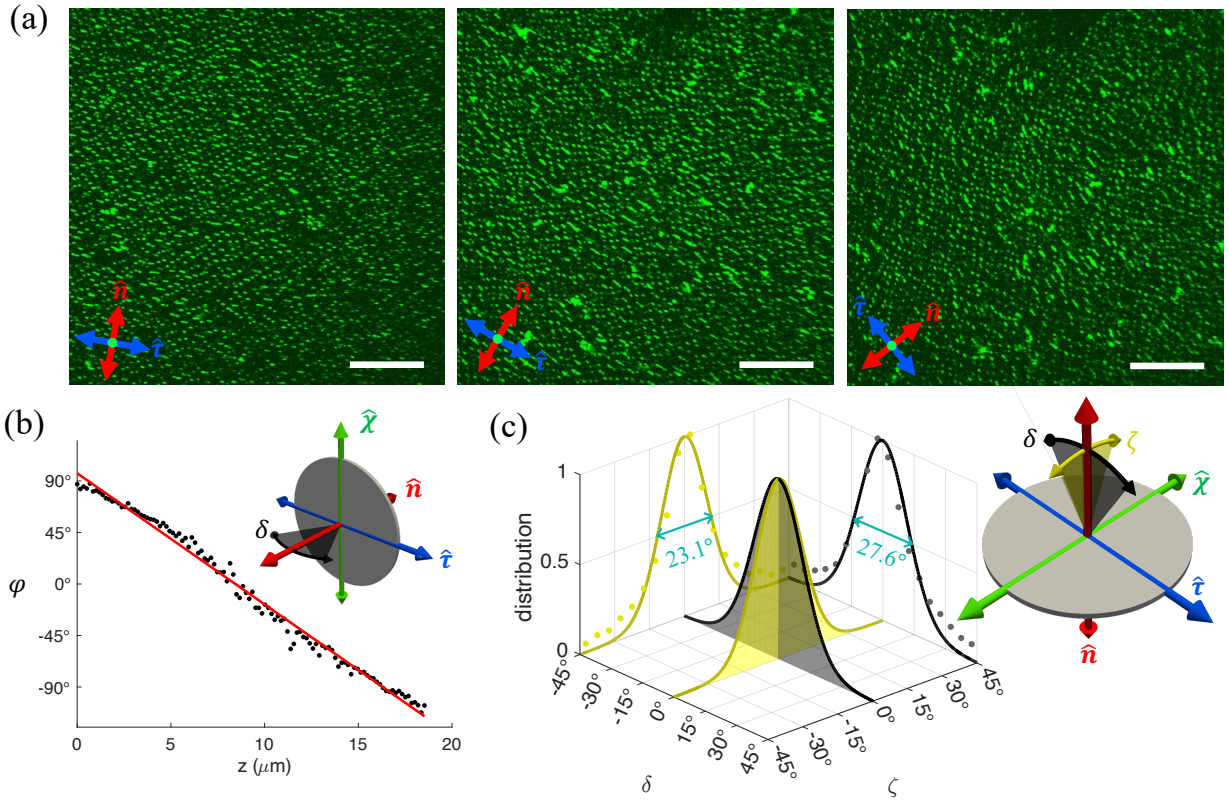 (a)
n̂
τ̂
n̂
τ̂
τ̂
n̂
(b)
90°
45°
0°
-45°
-90°
φ
0
5
10
15
20
z (μm)
χ̂
n̂
δ
τ̂
(c)
distribution
1
0.5
0
23.1°
27.6°
-45°
-30°
-15°
0°
15°
30°
45°
δ
-45°
-30°
-15°
0°
15°
30°
45°
ζ
δ
ζ
χ̂
τ̂
n̂